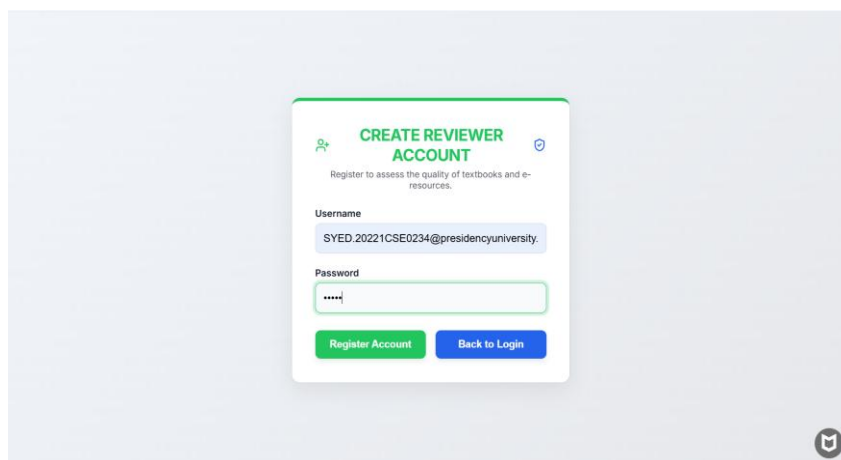 CREATE REVIEWER
ACCOUNT
Register to assess the quality of textbooks and e-
resources.
Username
SYED.20221CSE0234@presidencyuniversity.
Password
•••••
Register Account
Back to Login